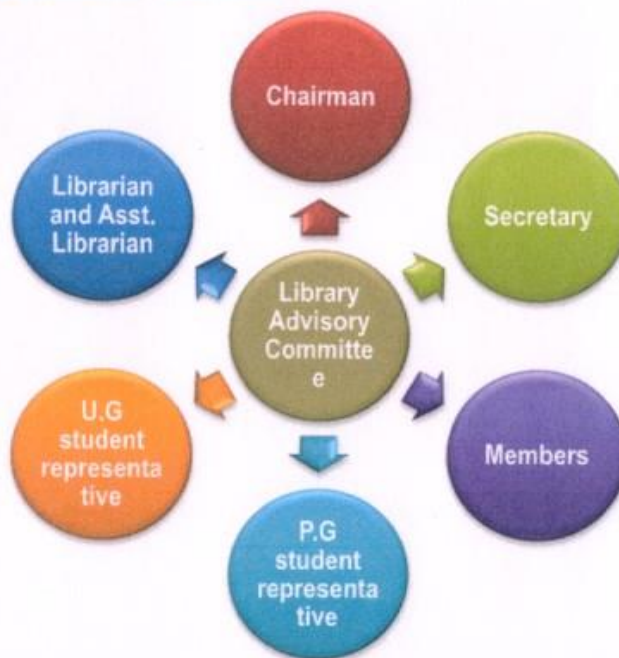 Chairman
Secretary
Members
P.G
student
representa
tive
U.G
student
representa
tive
Librarian
and Asst.
Librarian
Library
Advisory
Committe
e